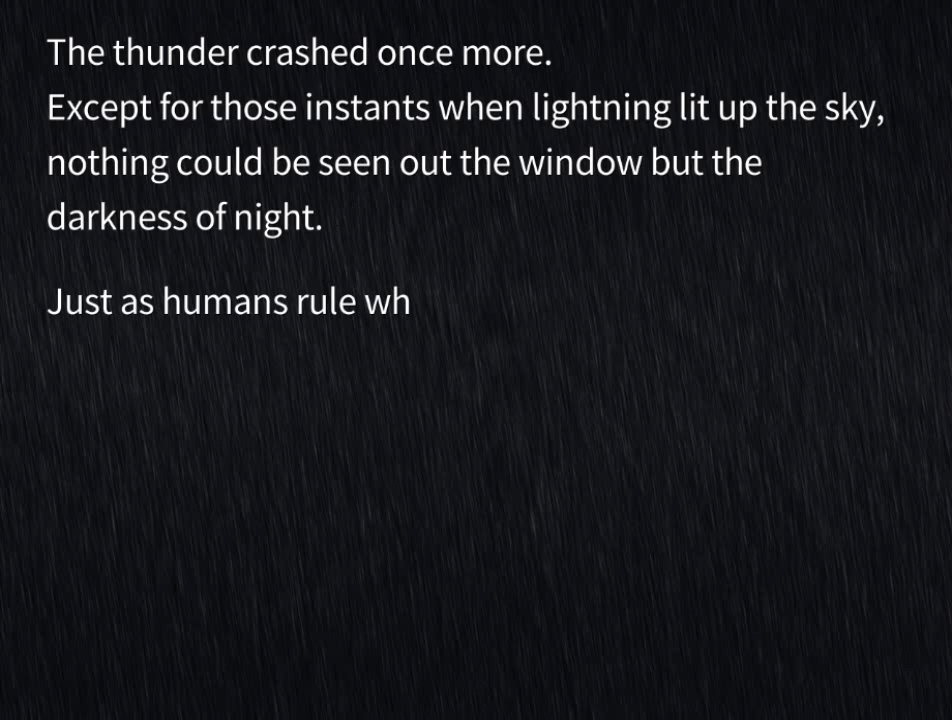 The thunder crashed once more.
Except for those instants when lightning lit up the sky,
nothing could be seen out the window but the
darkness of night.
Just as humans rule wh